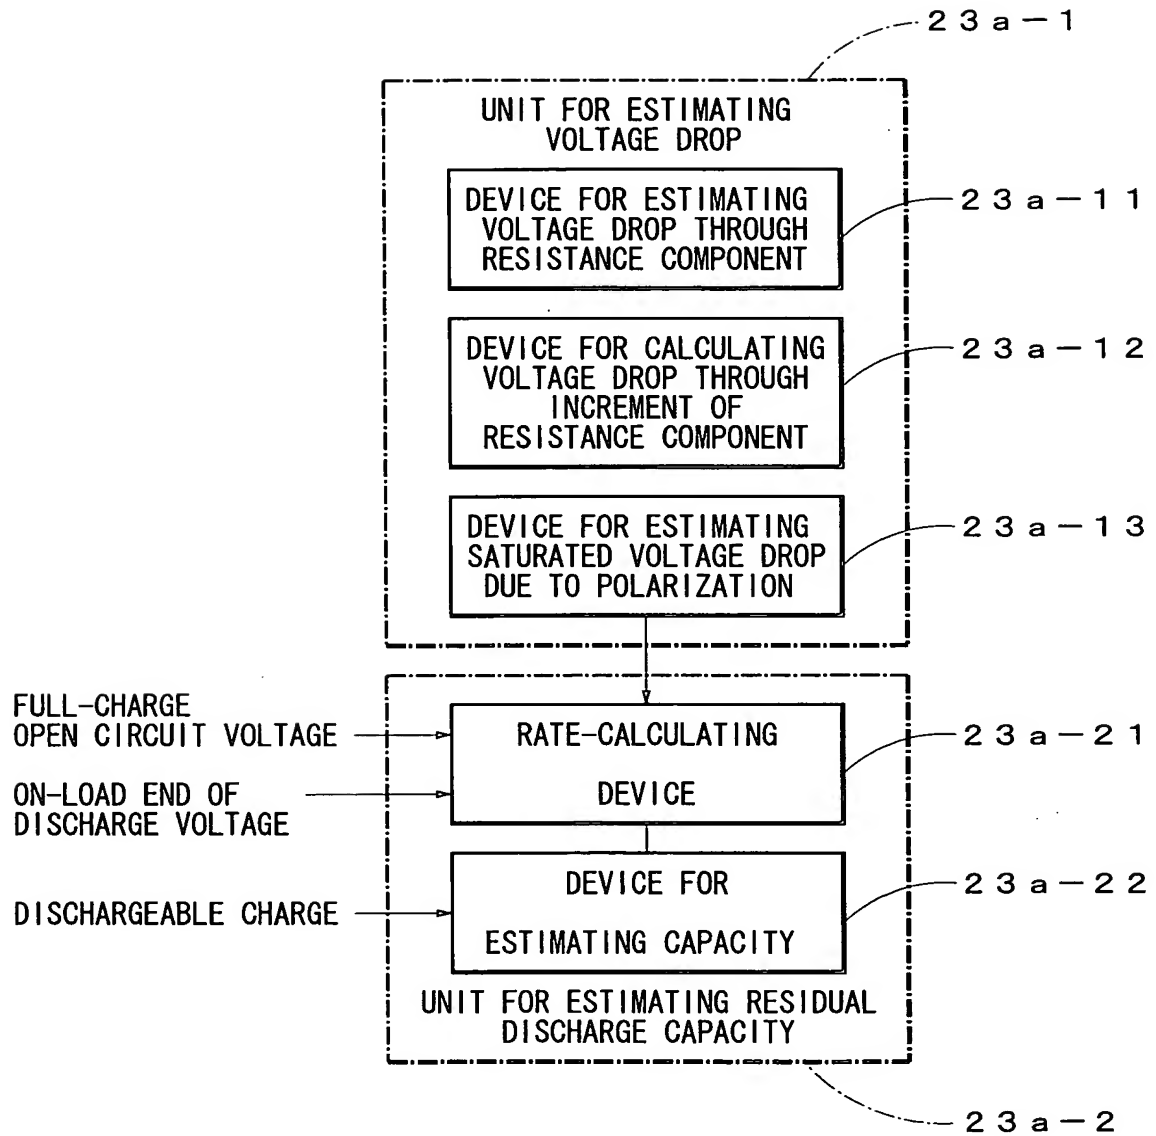 23a-1
UNIT FOR ESTIMATING
VOLTAGE DROP
DEVICE FOR ESTIMATING
VOLTAGE DROP THROUGH
RESISTANCE COMPONENT
23a-11
DEVICE FOR CALCULATING
VOLTAGE DROP THROUGH
INCREMENT OF
RESISTANCE COMPONENT
23a-12
DEVICE FOR ESTIMATING
SATURATED VOLTAGE DROP
DUE TO POLARIZATION
23a-13
FULL-CHARGE
OPEN CIRCUIT VOLTAGE
ON-LOAD END OF
DISCHARGE VOLTAGE
RATE-CALCULATING
DEVICE
23a-21
DISCHARGEABLE CHARGE
DEVICE FOR
ESTIMATING CAPACITY
23a-22
UNIT FOR ESTIMATING RESIDUAL
DISCHARGE CAPACITY
23a-2